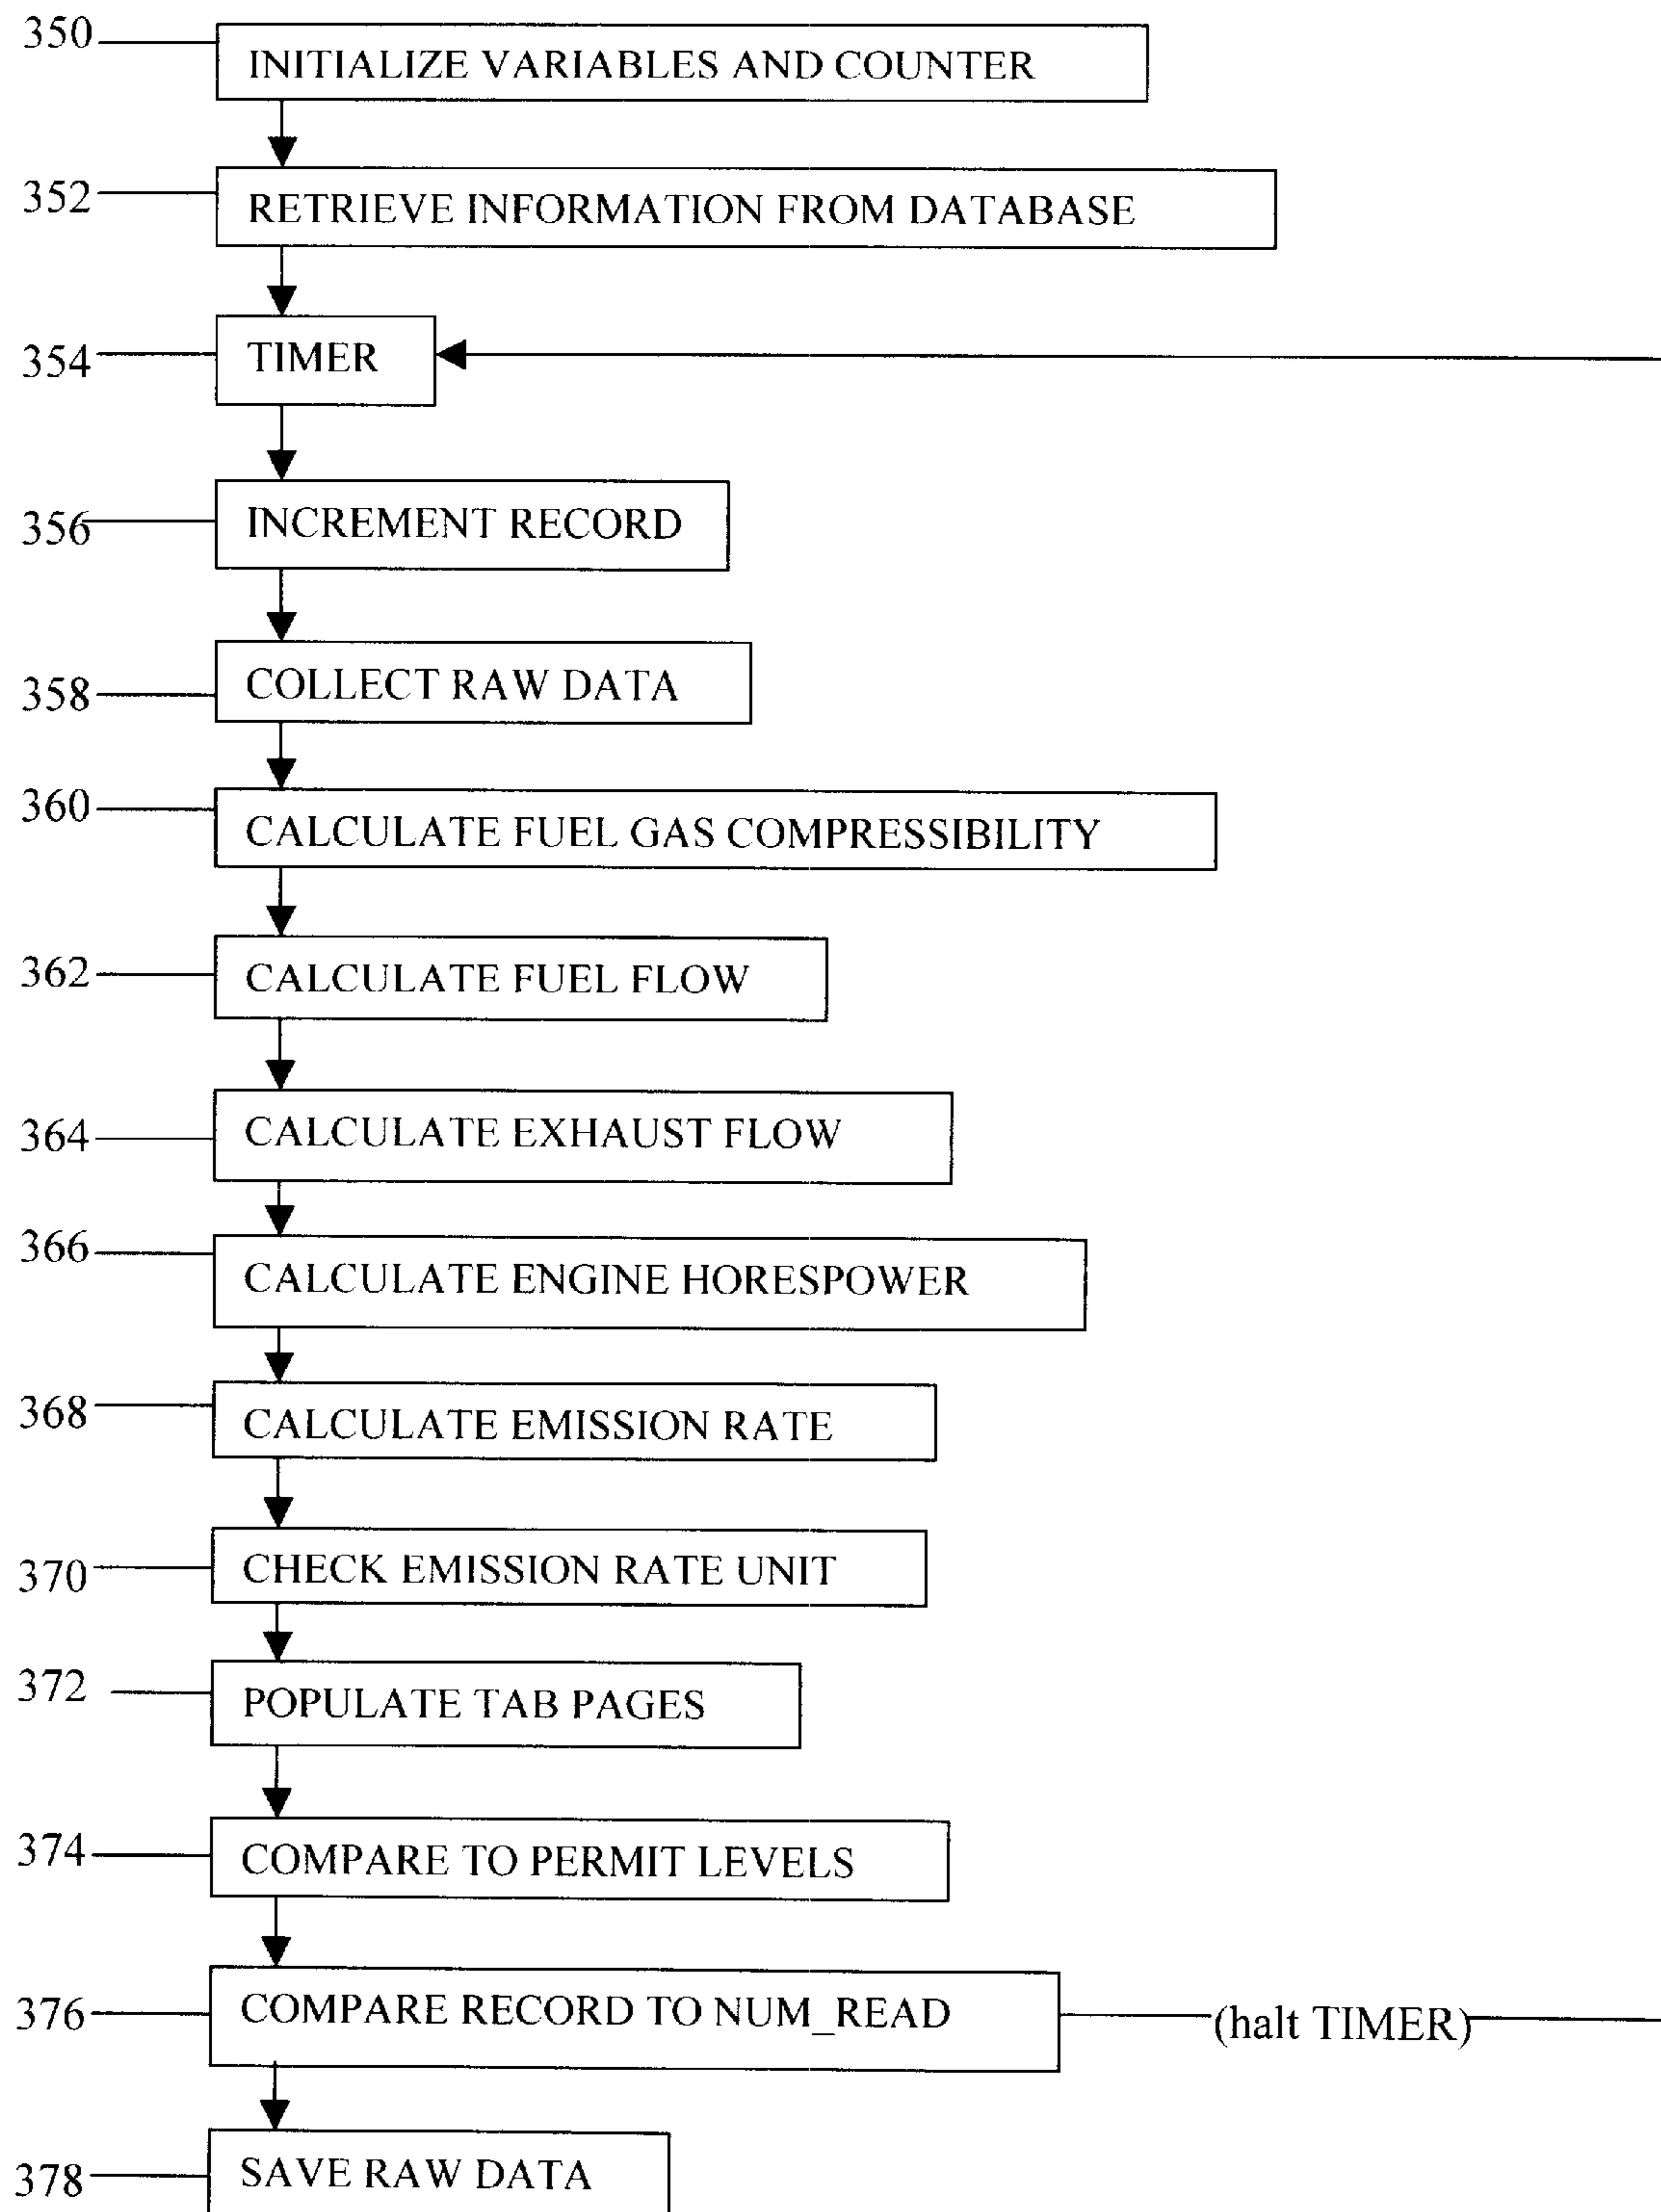 350 INITIALIZE VARIABLES AND COUNTER
352 RETRIEVE INFORMATION FROM DATABASE
354 TIMER
356 INCREMENT RECORD
358 COLLECT RAW DATA
360 CALCULATE FUEL GAS COMPRESSIBILITY
362 CALCULATE FUEL FLOW
364 CALCULATE EXHAUST FLOW
366 CALCULATE ENGINE HORESPOWER
368 CALCULATE EMISSION RATE
370 CHECK EMISSION RATE UNIT
372 POPULATE TAB PAGES
374 COMPARE TO PERMIT LEVELS
376 COMPARE RECORD TO NUM_READ (halt TIMER)
378 SAVE RAW DATA